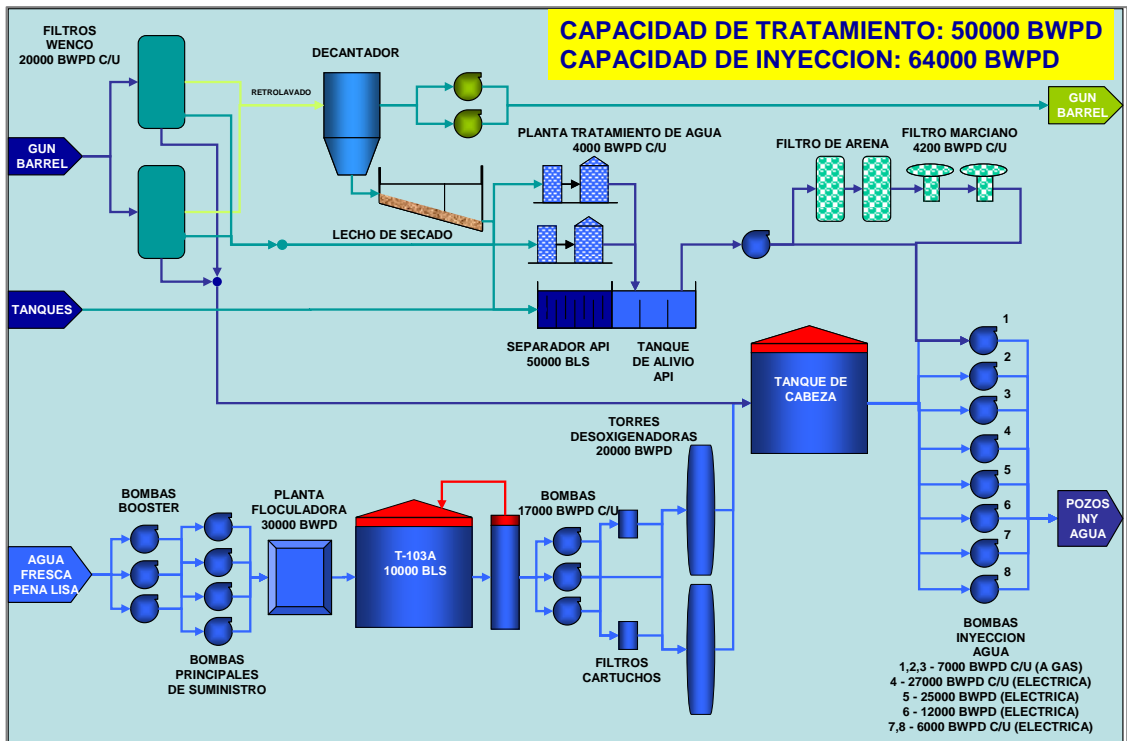 CAPACIDAD DE TRATAMIENTO: 50000 BWPD
CAPACIDAD DE INYECCION: 64000 BWPD
FILTROS
WENCO
20000 BWPD C/U
DECANTADOR
RETROLAVADO
GUN
BARREL
GUN
BARREL
PLANTA TRATAMIENTO DE AGUA
4000 BWPD C/U
FILTRO DE ARENA
FILTRO MARCIANO
4200 BWPD C/U
LECHO DE SECADO
TANQUES
SEPARADOR API
50000 BLS
TANQUE
DE ALIVIO
API
TANQUE DE
CABEZA
1
2
3
4
5
6
7
8
TORRES
DESOXIGENADORAS
20000 BWPD
BOMBAS
BOOSTER
PLANTA
FLOCULADORA
30000 BWPD
BOMBAS
17000 BWPD C/U
T-103A
10000 BLS
AGUA
FRESCA
PENA LISA
POZOS
INY
AGUA
BOMBAS
PRINCIPALES
DE SUMINISTRO
FILTROS
CARTUCHOS
BOMBAS
INYECCION
AGUA
1,2,3 - 7000 BWPD C/U (A GAS)
4 - 27000 BWPD C/U (ELECTRICA)
5 - 25000 BWPD (ELECTRICA)
6 - 12000 BWPD (ELECTRICA)
7,8 - 6000 BWPD C/U (ELECTRICA)